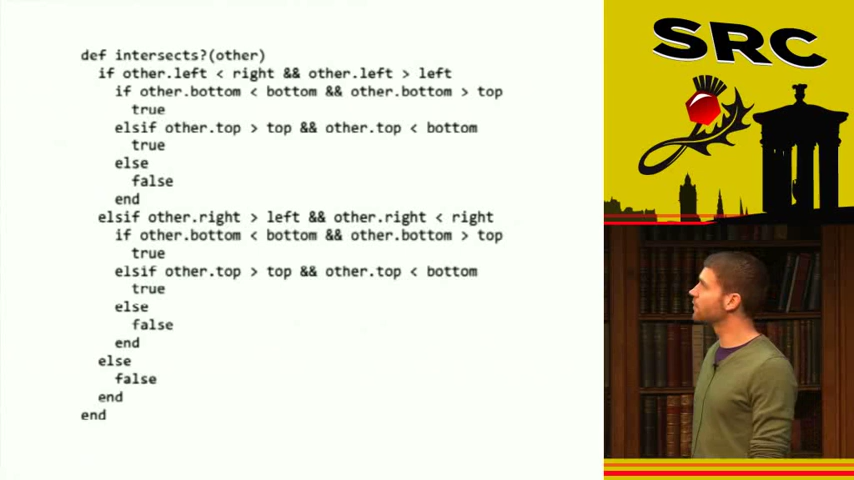 def intersects?(other)
  if other.left < right && other.left > left
    if other.bottom < bottom && other.bottom > top
      true
    elsif other.top > top && other.top < bottom
      true
    else
      false
    end
  elsif other.right > left && other.right < right
    if other.bottom < bottom && other.bottom > top
      true
    elsif other.top > top && other.top < bottom
      true
    else
      false
    end
  else
    false
  end
end
SRC